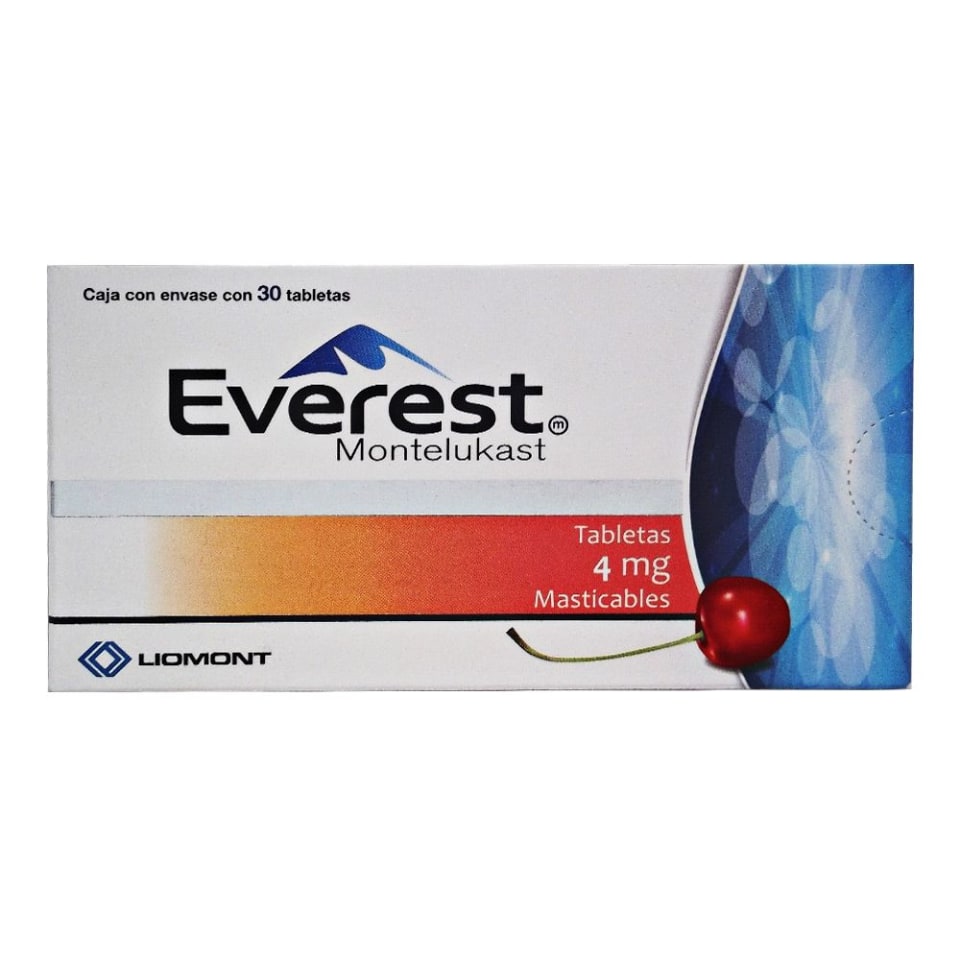 Caja con envase con 30 tabletas
Everest Ⓜ
Montelukast
Tabletas
4 mg
Masticables
LIOMONT